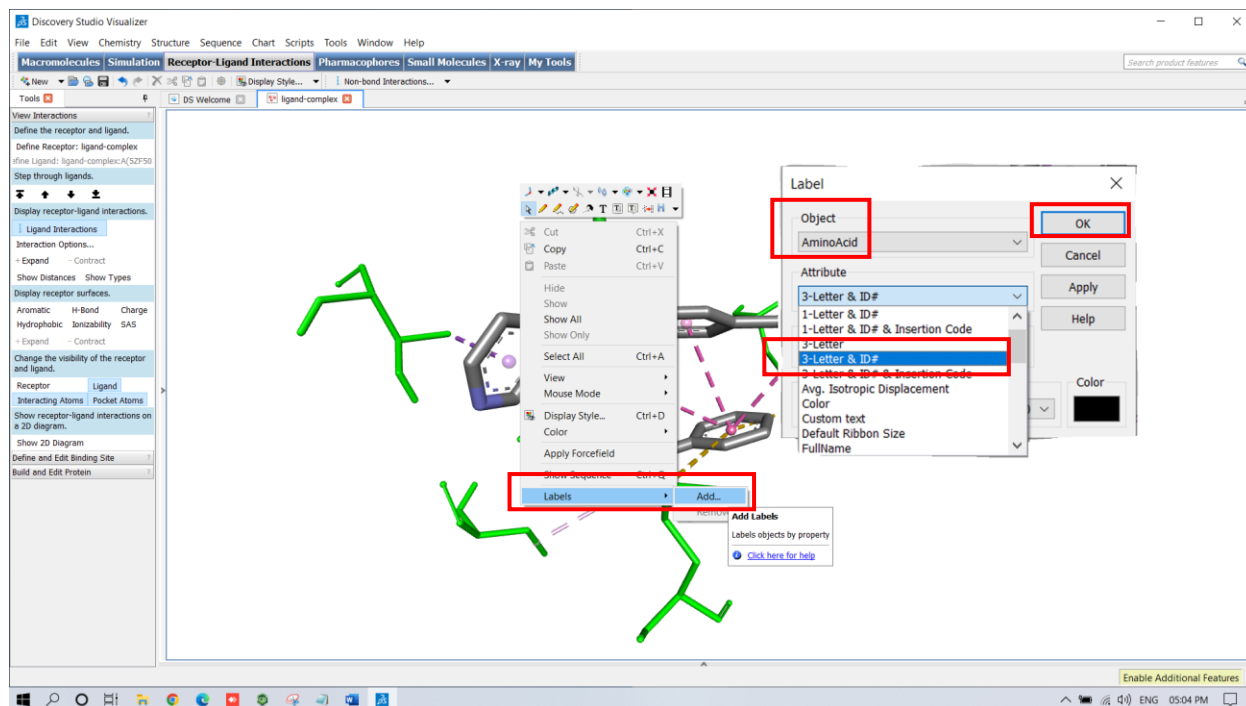 Discovery Studio Visualizer
File Edit View Chemistry Structure Sequence Chart Scripts Tools Window Help
Macromolecules Simulation Receptor-Ligand Interactions Pharmacophores Small Molecules X-ray My Tools
Search product features
New Display Style... Non-bond Interactions...
Tools
DS Welcome ligand-complex
View Interactions
Define the receptor and ligand.
Define Receptor: ligand-complex
efine Ligand: ligand-complex:A(5ZF50
Step through ligands.
Display receptor-ligand interactions.
Ligand Interactions
Interaction Options...
+ Expand - Contract
Show Distances Show Types
Display receptor surfaces.
Aromatic H-Bond Charge
Hydrophobic Ionizability SAS
+ Expand - Contract
Change the visibility of the receptor
and ligand.
Receptor Ligand
Interacting Atoms Pocket Atoms
Show receptor-ligand interactions on
a 2D diagram.
Show 2D Diagram
Define and Edit Binding Site
Build and Edit Protein
Cut Ctrl+X
Copy Ctrl+C
Paste Ctrl+V
Hide
Show
Show All
Show Only
Select All Ctrl+A
View
Mouse Mode
Display Style... Ctrl+D
Color
Apply Forcefield
Show Sequence Ctrl+Q
Labels
Add...
Remov
Add Labels
Labels objects by property
Click here for help
Label
Object
AminoAcid
Attribute
3-Letter & ID#
1-Letter & ID#
1-Letter & ID# & Insertion Code
3-Letter
3-Letter & ID#
3-Letter & ID# & Insertion Code
Avg. Isotropic Displacement
Color
Custom text
Default Ribbon Size
FullName
OK
Cancel
Apply
Help
Color
Enable Additional Features
ENG 05:04 PM